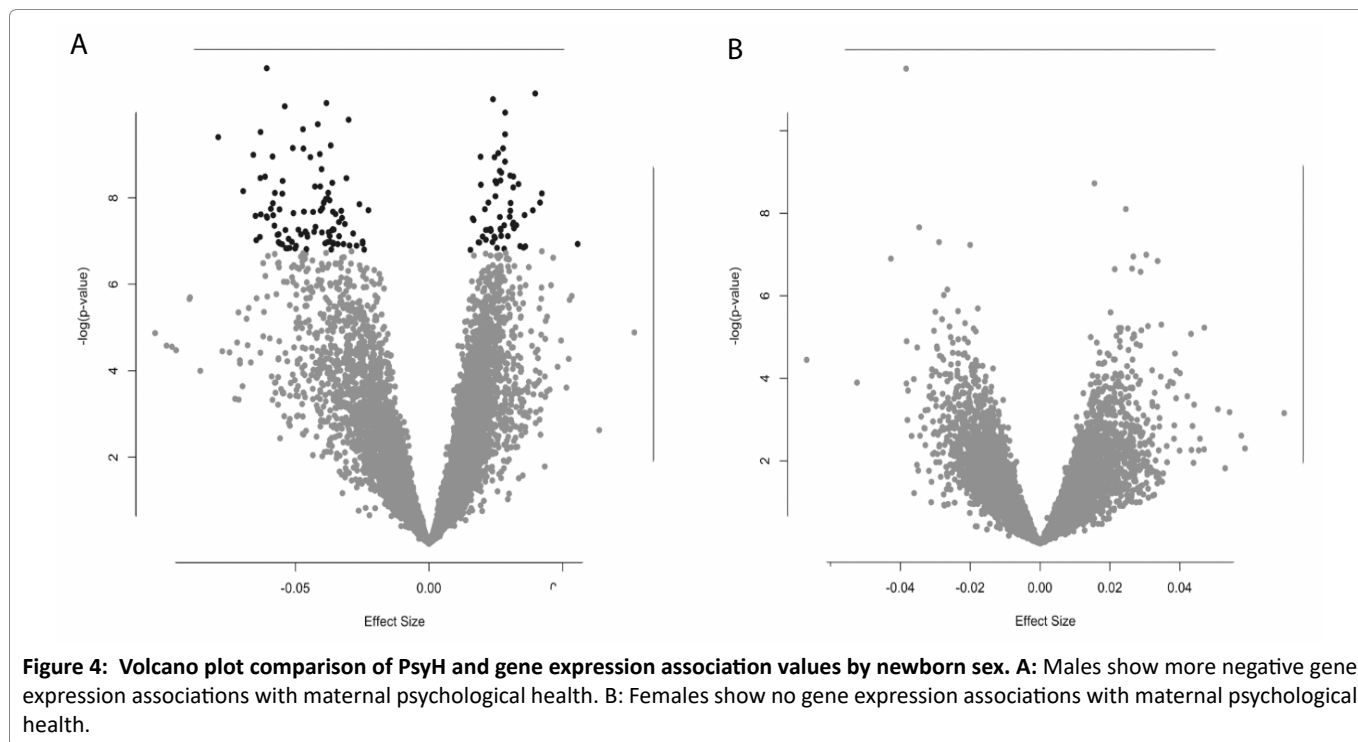 A
B
8
6
4
2
-log(p-value)
-0.05
0.00
Effect Size
8
6
4
2
-log(p-value)
-0.04
-0.02
0.00
0.02
0.04
Effect Size
Figure 4: Volcano plot comparison of PsyH and gene expression association values by newborn sex. A: Males show more negative gene
expression associations with maternal psychological health. B: Females show no gene expression associations with maternal psychological
health.